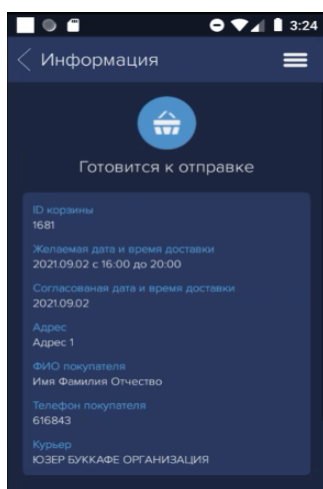 3:24
Информация
Готовится к отправке
ID корзины
1681
Желаемая дата и время доставки
2021.09.02 с 16:00 до 20:00
Согласованая дата и время доставки
2021.09.02
Адрес
Адрес 1
ФИО покупателя
Имя Фамилия Отчество
Телефон покупателя
616843
Курьер
ЮЗЕР БУККАФЕ ОРГАНИЗАЦИЯ